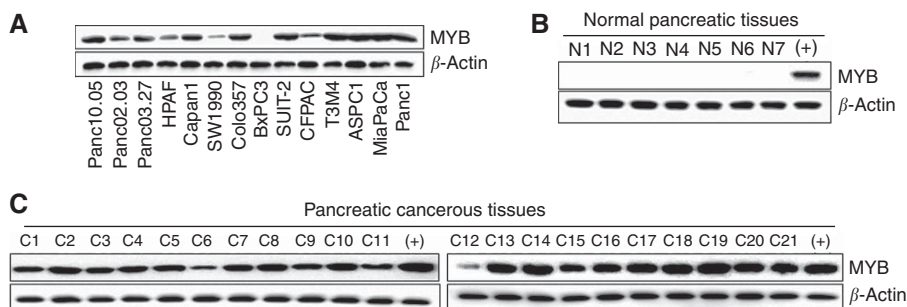 A
MYB
β-Actin
Panc10.05
Panc02.03
Panc03.27
HPAF
Capan1
SW1990
Colo357
BxPC3
SUIT-2
CFPAC
T3M4
ASPC1
MiaPaCa
Panc1
B
Normal pancreatic tissues
N1 N2 N3 N4 N5 N6 N7 (+)
MYB
β-Actin
C
Pancreatic cancerous tissues
C1 C2 C3 C4 C5 C6 C7 C8 C9 C10 C11 (+) C12 C13 C14 C15 C16 C17 C18 C19 C20 C21 (+)
MYB
β-Actin